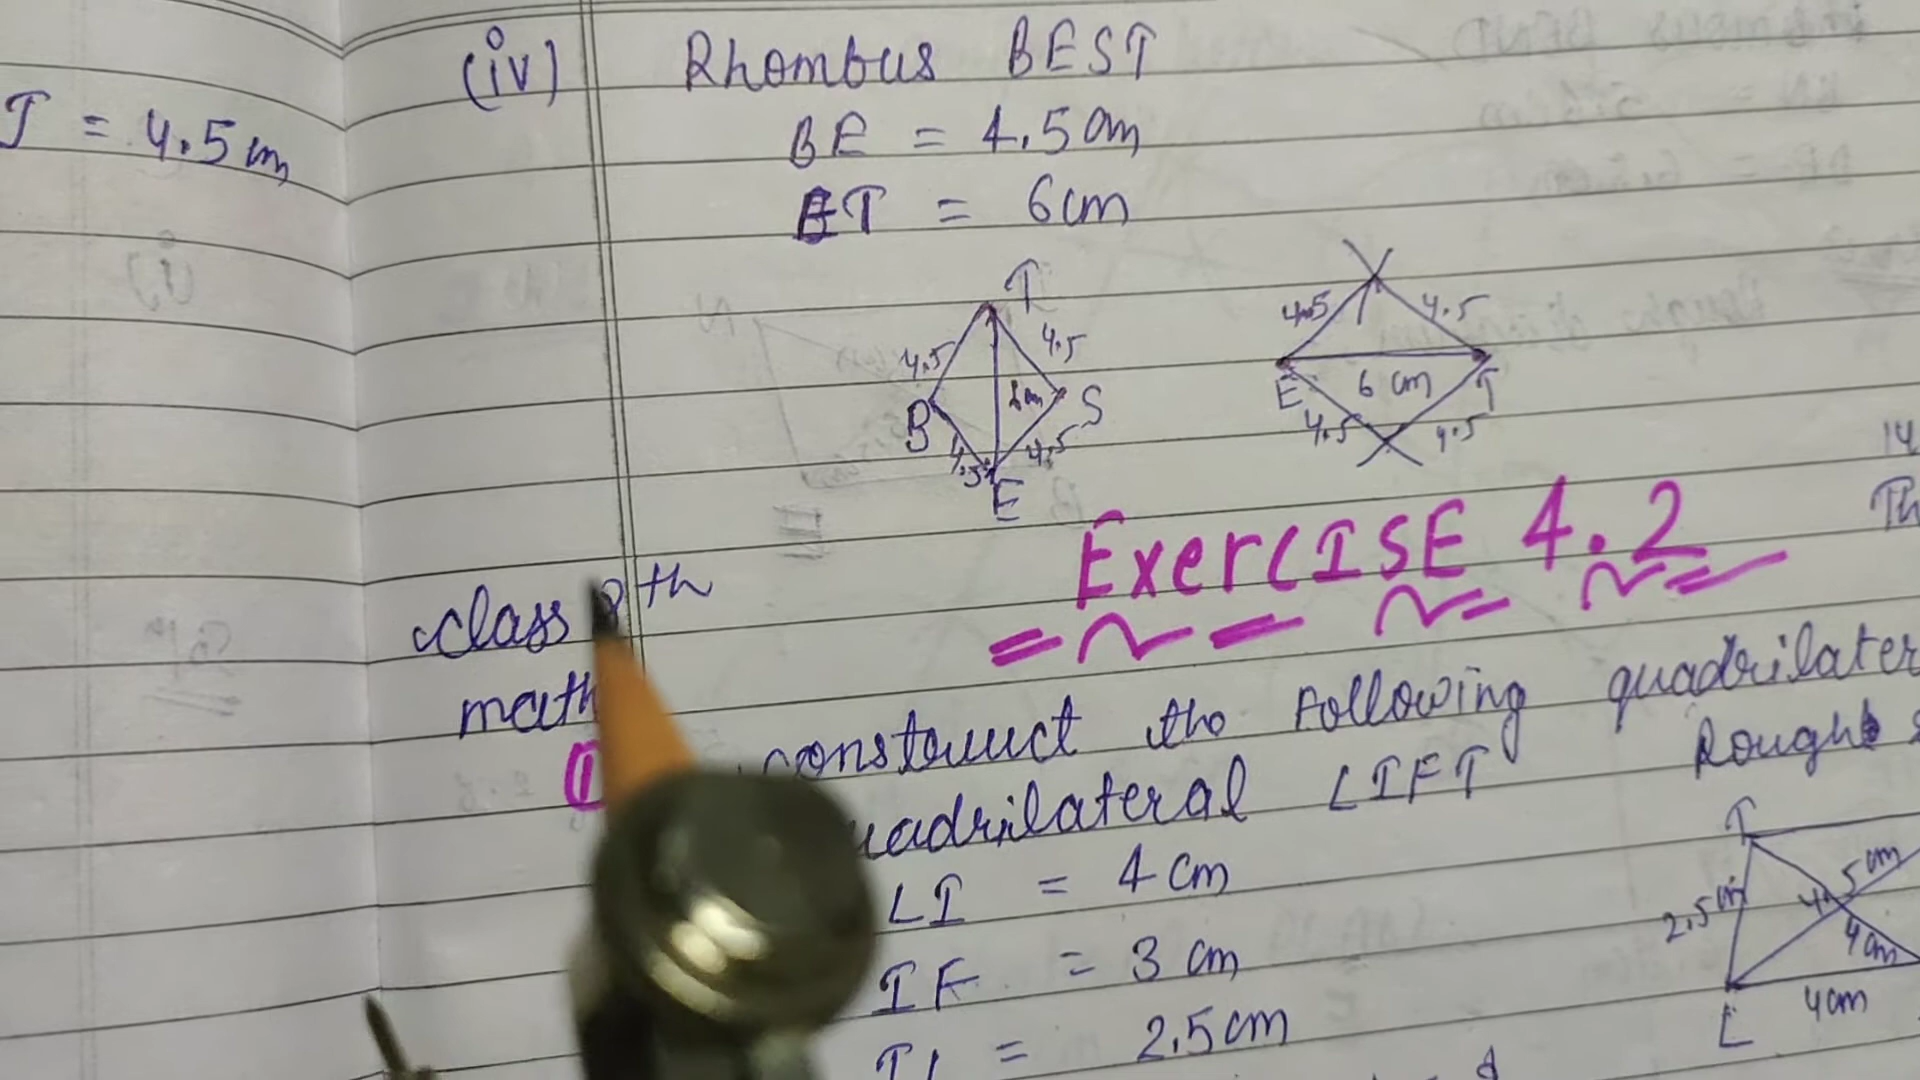 T = 4.5 cm
(iv) Rhombus BEST
BE = 4.5 cm
ET = 6 cm
T
4.5 4.5
B S
4.5 4.5
E
4.5 4.5
E 6 cm T
4.5 4.5
Exercise 4.2
class 8th
math
construct the following quadrilater
LIFT
Rough
LI = 4 cm
IF = 3 cm
2.5 cm
T
5 cm
2.5 cm
4 cm
L 4 cm